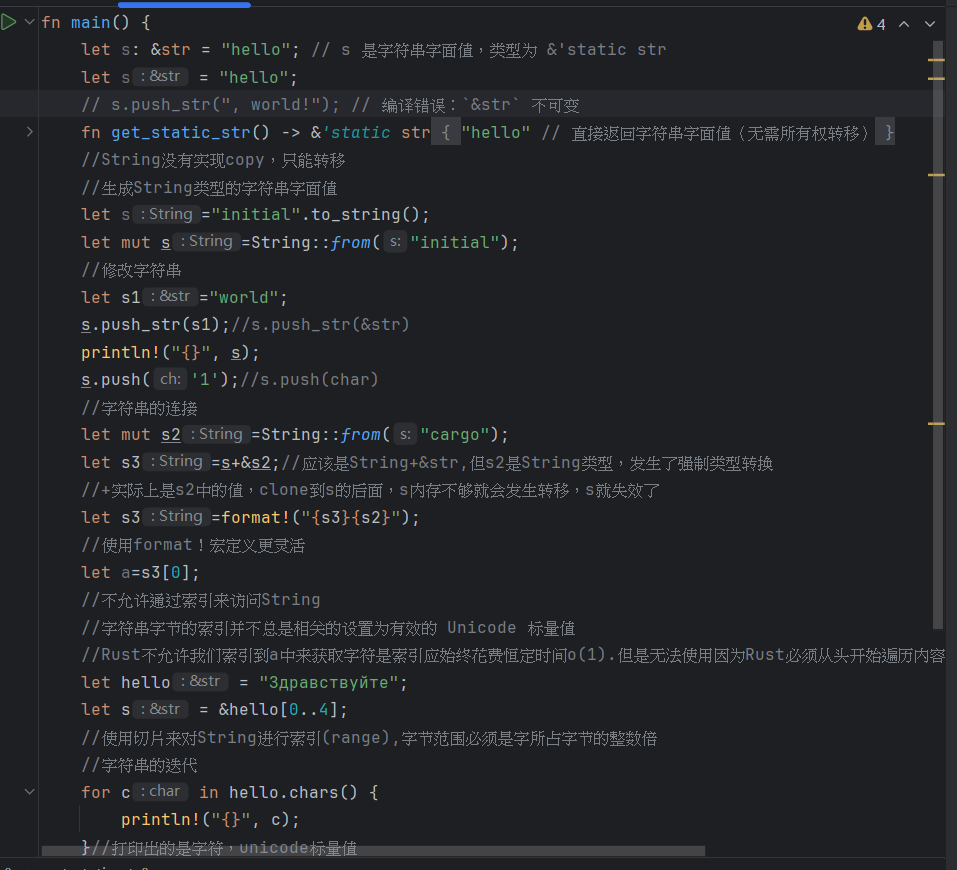 fn main() {
4
let s: &str = "hello"; // s 是字符串字面值，类型为 &'static str
let s : &str = "hello";
// s.push_str(", world!"); // 编译错误：`&str` 不可变
fn get_static_str() -> &'static str { "hello" // 直接返回字符串字面值（无需所有权转移） }
//String没有实现copy，只能转移
//生成String类型的字符串字面值
let s : String ="initial".to_string();
let mut s : String =String::from( s: "initial");
//修改字符串
let s1 : &str ="world";
s.push_str(s1);//s.push_str(&str)
println!("{}", s);
s.push( ch: '1');//s.push(char)
//字符串的连接
let mut s2 : String =String::from( s: "cargo");
let s3 : String =s+&s2;//应该是String+&str,但s2是String类型，发生了强制类型转换
//+实际上是s2中的值，clone到s的后面，s内存不够就会发生转移，s就失效了
let s3 : String =format!("{s3}{s2}");
//使用format！宏定义更灵活
let a=s3[0];
//不允许通过索引来访问String
//字符串字节的索引并不总是相关的设置为有效的 Unicode 标量值
//Rust不允许我们索引到a中来获取字符是索引应始终花费恒定时间o(1).但是无法使用因为Rust必须从头开始遍历内容
let hello : &str = "Здравствуйте";
let s : &str = &hello[0..4];
//使用切片来对String进行索引(range),字节范围必须是字所占字节的整数倍
//字符串的迭代
for c : char in hello.chars() {
println!("{}", c);
}//打印出的是字符，unicode标量值